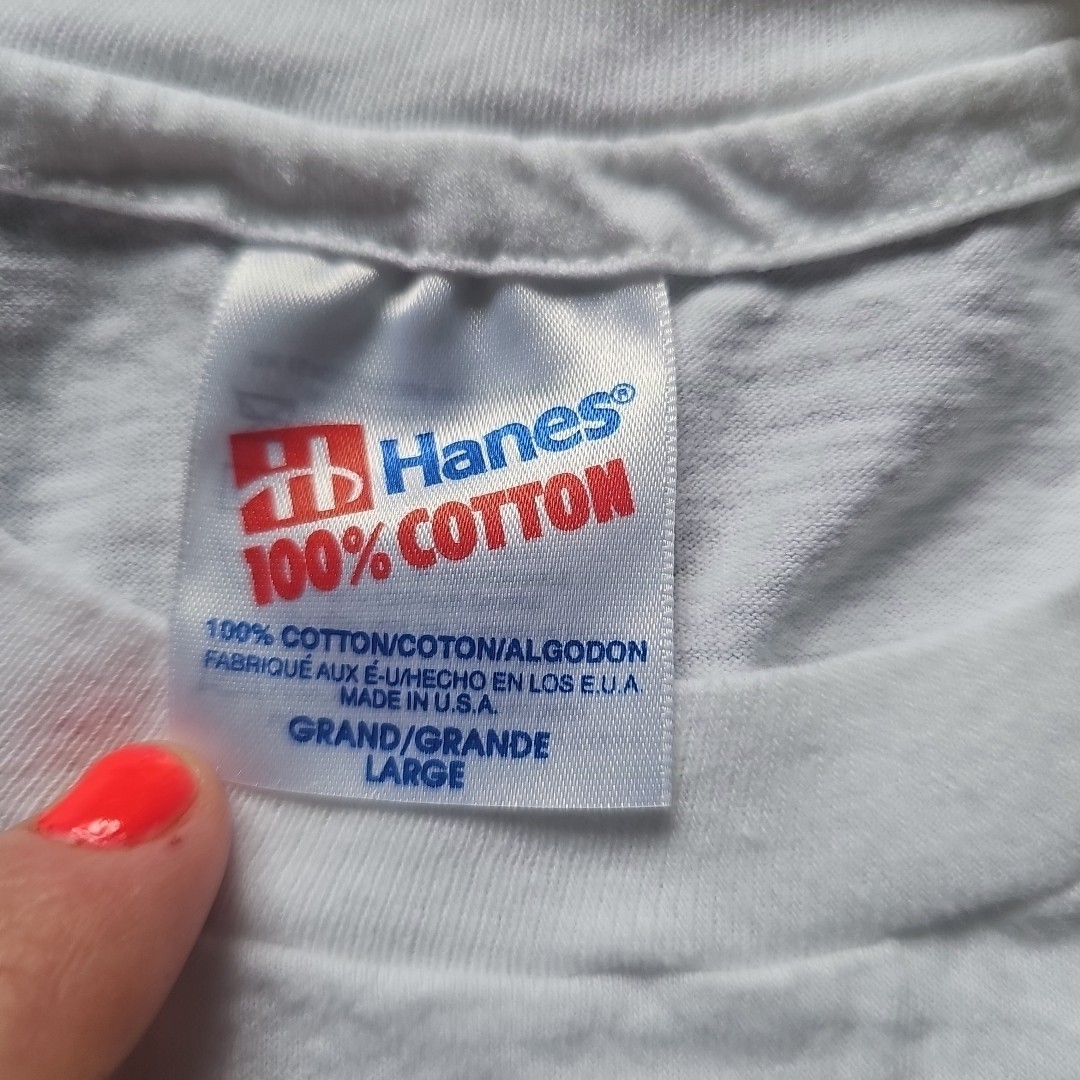 H Hanes®
100% COTTON
100% COTTON/COTON/ALGODON
FABRIQUÉ AUX É-U/HECHO EN LOS E.U.A.
MADE IN U.S.A.
GRAND/GRANDE
LARGE